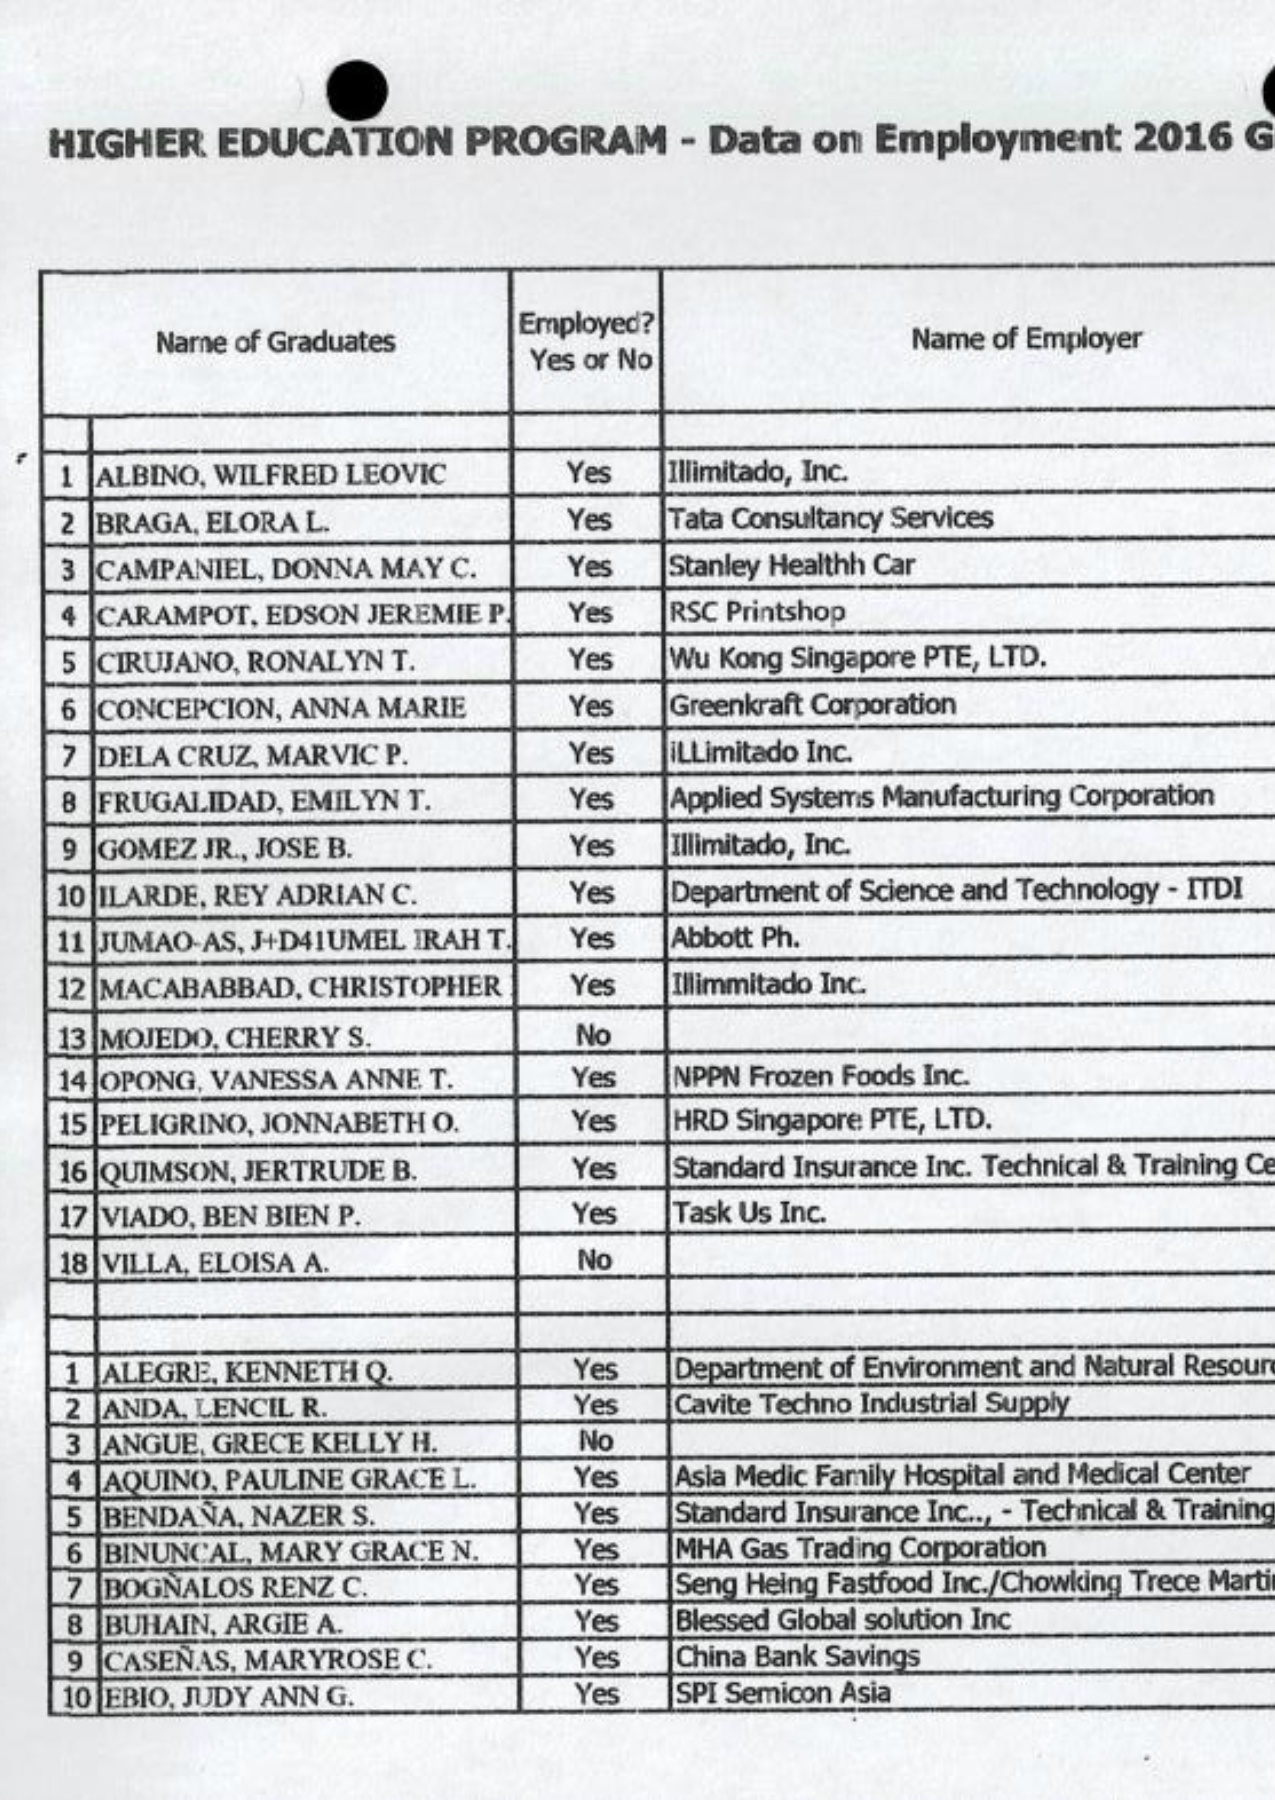 HIGHER EDUCATION PROGRAM - Data on Employment 2016 G
Name of Graduates
Employed?
Yes or No
Name of Employer
1 ALBINO, WILFRED LEOVIC Yes Illimitado, Inc.
2 BRAGA, ELORA L. Yes Tata Consultancy Services
3 CAMPANIEL, DONNA MAY C. Yes Stanley Healthh Car
4 CARAMPOT, EDSON JEREMIE P. Yes RSC Printshop
5 CIRUJANO, RONALYN T. Yes Wu Kong Singapore PTE, LTD.
6 CONCEPCION, ANNA MARIE Yes Greenkraft Corporation
7 DELA CRUZ, MARVIC P. Yes iLLimitado Inc.
8 FRUGALIDAD, EMILYN T. Yes Applied Systems Manufacturing Corporation
9 GOMEZ JR., JOSE B. Yes Illimitado, Inc.
10 ILARDE, REY ADRIAN C. Yes Department of Science and Technology - ITDI
11 JUMAO-AS, J+D41UMEL IRAH T. Yes Abbott Ph.
12 MACABABBAD, CHRISTOPHER Yes Illimmitado Inc.
13 MOJEDO, CHERRY S. No
14 OPONG, VANESSA ANNE T. Yes NPPN Frozen Foods Inc.
15 PELIGRINO, JONNABETH O. Yes HRD Singapore PTE, LTD.
16 QUIMSON, JERTRUDE B. Yes Standard Insurance Inc. Technical & Training Ce
17 VIADO, BEN BIEN P. Yes Task Us Inc.
18 VILLA, ELOISA A. No
1 ALEGRE, KENNETH Q. Yes Department of Environment and Natural Resourc
2 ANDA, LENCIL R. Yes Cavite Techno Industrial Supply
3 ANGUE, GRECE KELLY H. No
4 AQUINO, PAULINE GRACE L. Yes Asia Medic Family Hospital and Medical Center
5 BENDAÑA, NAZER S. Yes Standard Insurance Inc.., - Technical & Training
6 BINUNCAL, MARY GRACE N. Yes MHA Gas Trading Corporation
7 BOGÑALOS RENZ C. Yes Seng Heing Fastfood Inc./Chowking Trece Martir
8 BUHAIN, ARGIE A. Yes Blessed Global solution Inc
9 CASEÑAS, MARYROSE C. Yes China Bank Savings
10 EBIO, JUDY ANN G. Yes SPI Semicon Asia